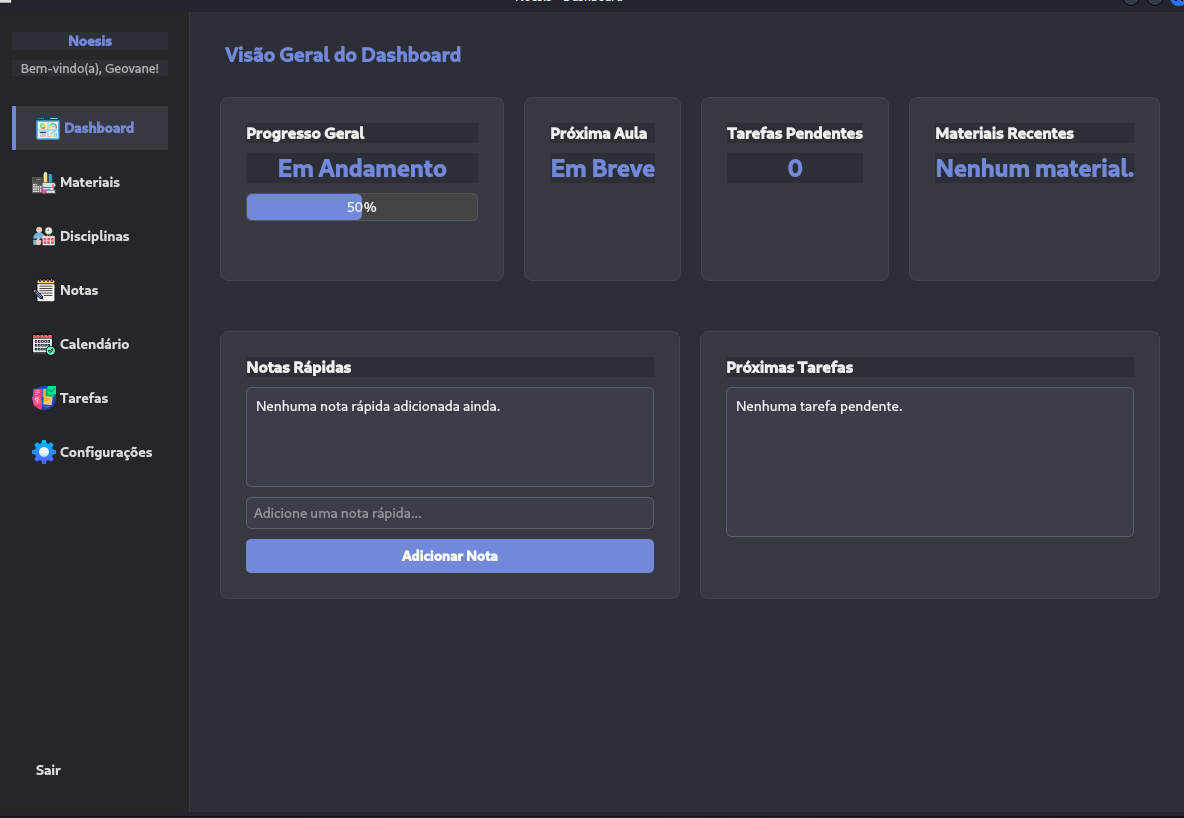 Noesis - Dashboard
Noesis
Bem-vindo(a), Geovane!
Dashboard
Materiais
Disciplinas
Notas
Calendário
Tarefas
Configurações
Sair
Visão Geral do Dashboard
Progresso Geral
Em Andamento
50%
Próxima Aula
Em Breve
Tarefas Pendentes
0
Materiais Recentes
Nenhum material.
Notas Rápidas
Nenhuma nota rápida adicionada ainda.
Adicione uma nota rápida...
Adicionar Nota
Próximas Tarefas
Nenhuma tarefa pendente.